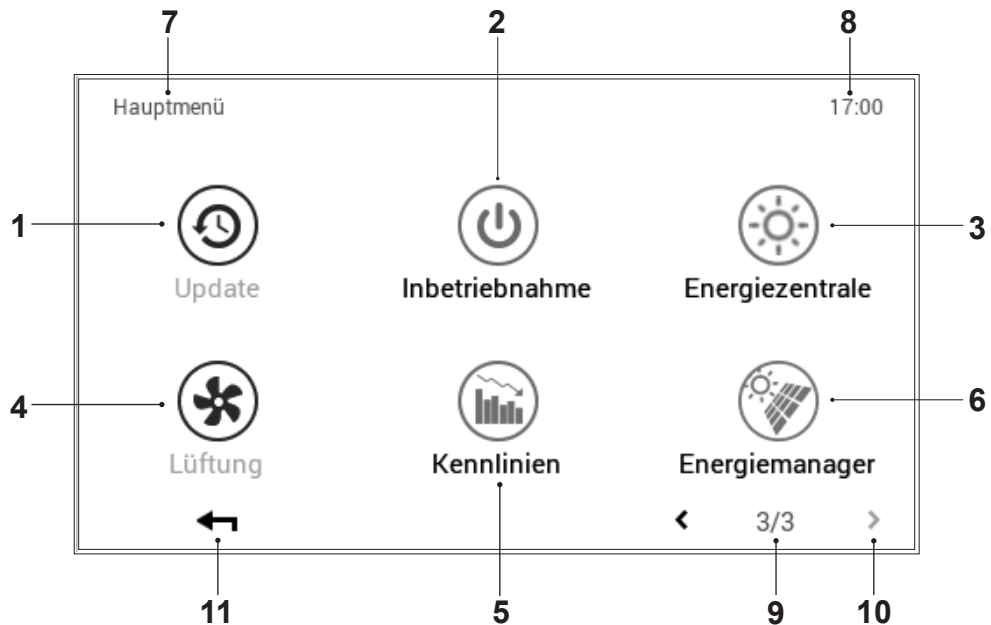 7 2 8
Hauptmenü 17:00
1 3
Update Inbetriebnahme Energiezentrale
4 6
Lüftung Kennlinien Energiemanager
3/3
11 5 9 10